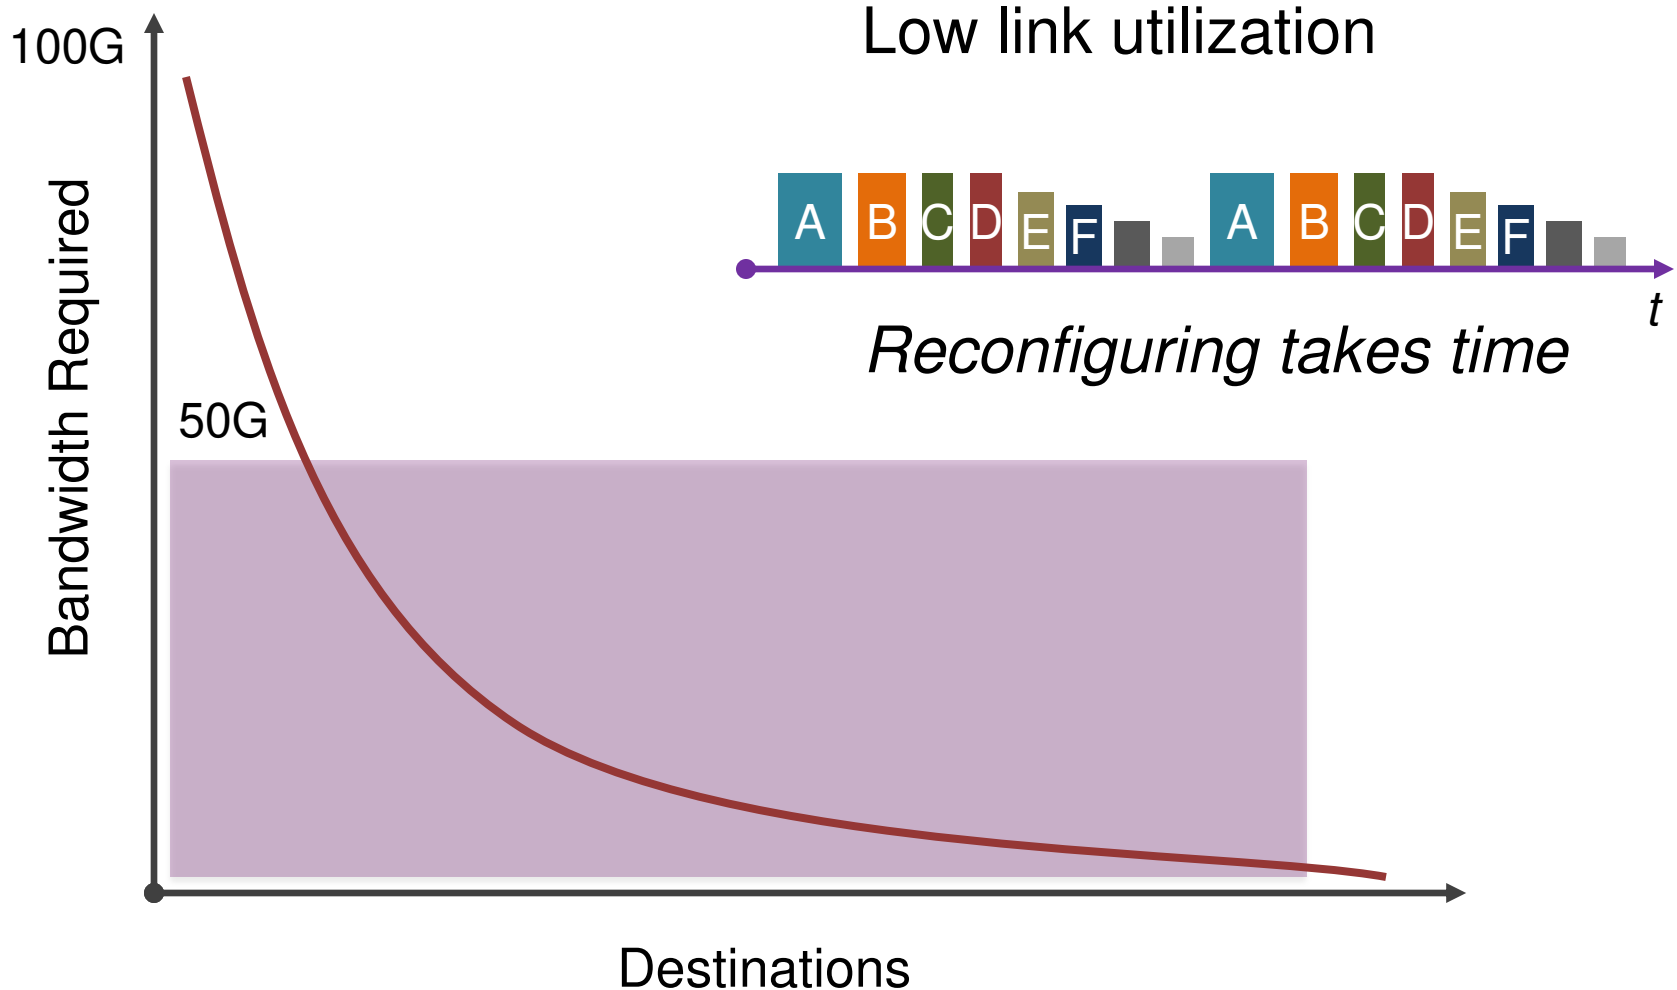 100G
Low link utilization
A B C D E F A B C D E F
t
Reconfiguring takes time
Bandwidth Required
50G
Destinations